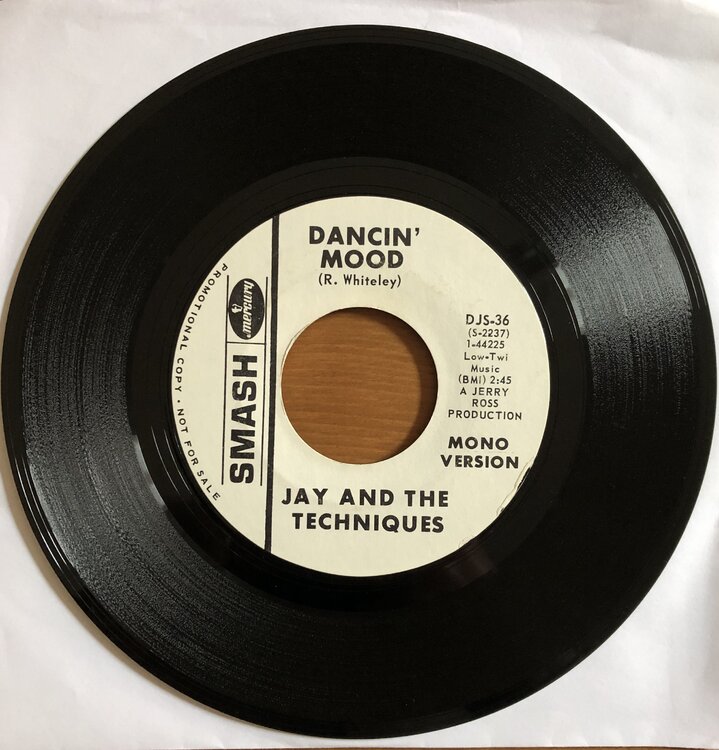 DANCIN'
MOOD
(R. Whiteley)
PROMOTIONAL COPY • NOT FOR SALE
mercury
SMASH
DJS-36
(S-2237)
1-44225
Low-Twi
Music
(BMI) 2:45
A JERRY
ROSS
PRODUCTION
MONO
VERSION
JAY AND THE
TECHNIQUES